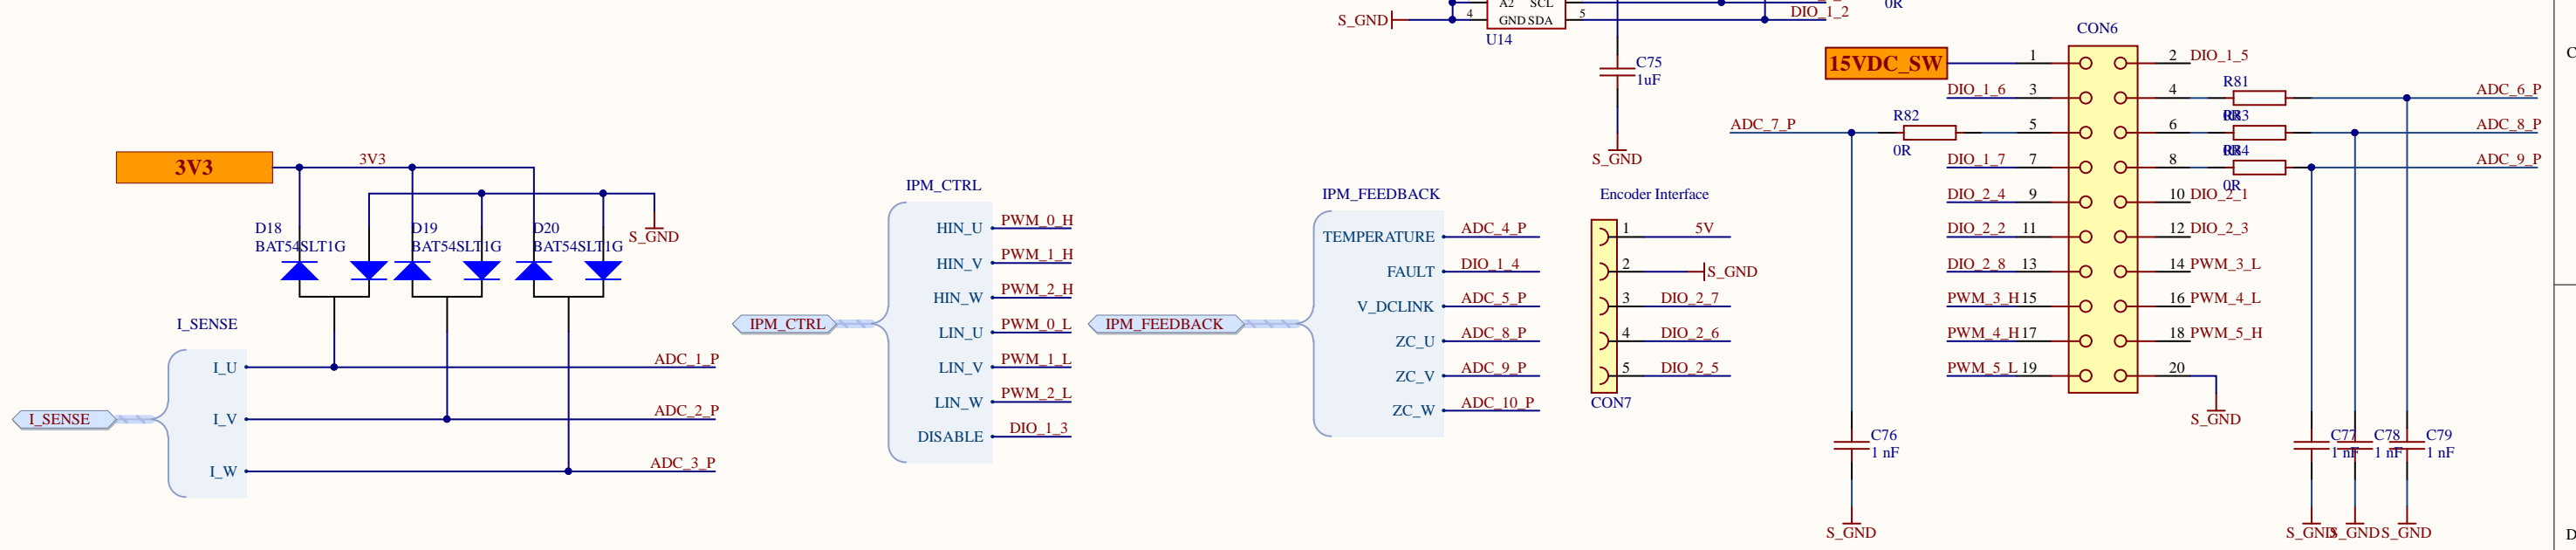 A2 SCL
S_GND 4 GND SDA 5 DIO_1_2
0R
U14
C75
1uF
S_GND
3V3
3V3
D18
BAT54SLT1G
D19
BAT54SLT1G
D20
BAT54SLT1G
S_GND
I_SENSE
I_SENSE
I_U ADC_1_P
I_V ADC_2_P
I_W ADC_3_P
IPM_CTRL
IPM_CTRL
HIN_U PWM_0_H
HIN_V PWM_1_H
HIN_W PWM_2_H
LIN_U PWM_0_L
LIN_V PWM_1_L
LIN_W PWM_2_L
DISABLE DIO_1_3
IPM_FEEDBACK
IPM_FEEDBACK
TEMPERATURE ADC_4_P
FAULT DIO_1_4
V_DCLINK ADC_5_P
ZC_U ADC_8_P
ZC_V ADC_9_P
ZC_W ADC_10_P
Encoder Interface
1 5V
2 S_GND
3 DIO_2_7
4 DIO_2_6
5 DIO_2_5
CON7
CON6
15VDC_SW 1 2 DIO_1_5
DIO_1_6 3 4 R81 ADC_6_P
ADC_7_P R82 0R 5 6 R83 ADC_8_P
DIO_1_7 7 8 R84 0R ADC_9_P
DIO_2_4 9 10 DIO_2_1
DIO_2_2 11 12 DIO_2_3
DIO_2_8 13 14 PWM_3_L
PWM_3_H 15 16 PWM_4_L
PWM_4_H 17 18 PWM_5_H
PWM_5_L 19 20
S_GND
C76
1 nF
S_GND
C77
1 nF
S_GND
C78
1 nF
S_GND
C79
1 nF
S_GND
C
D